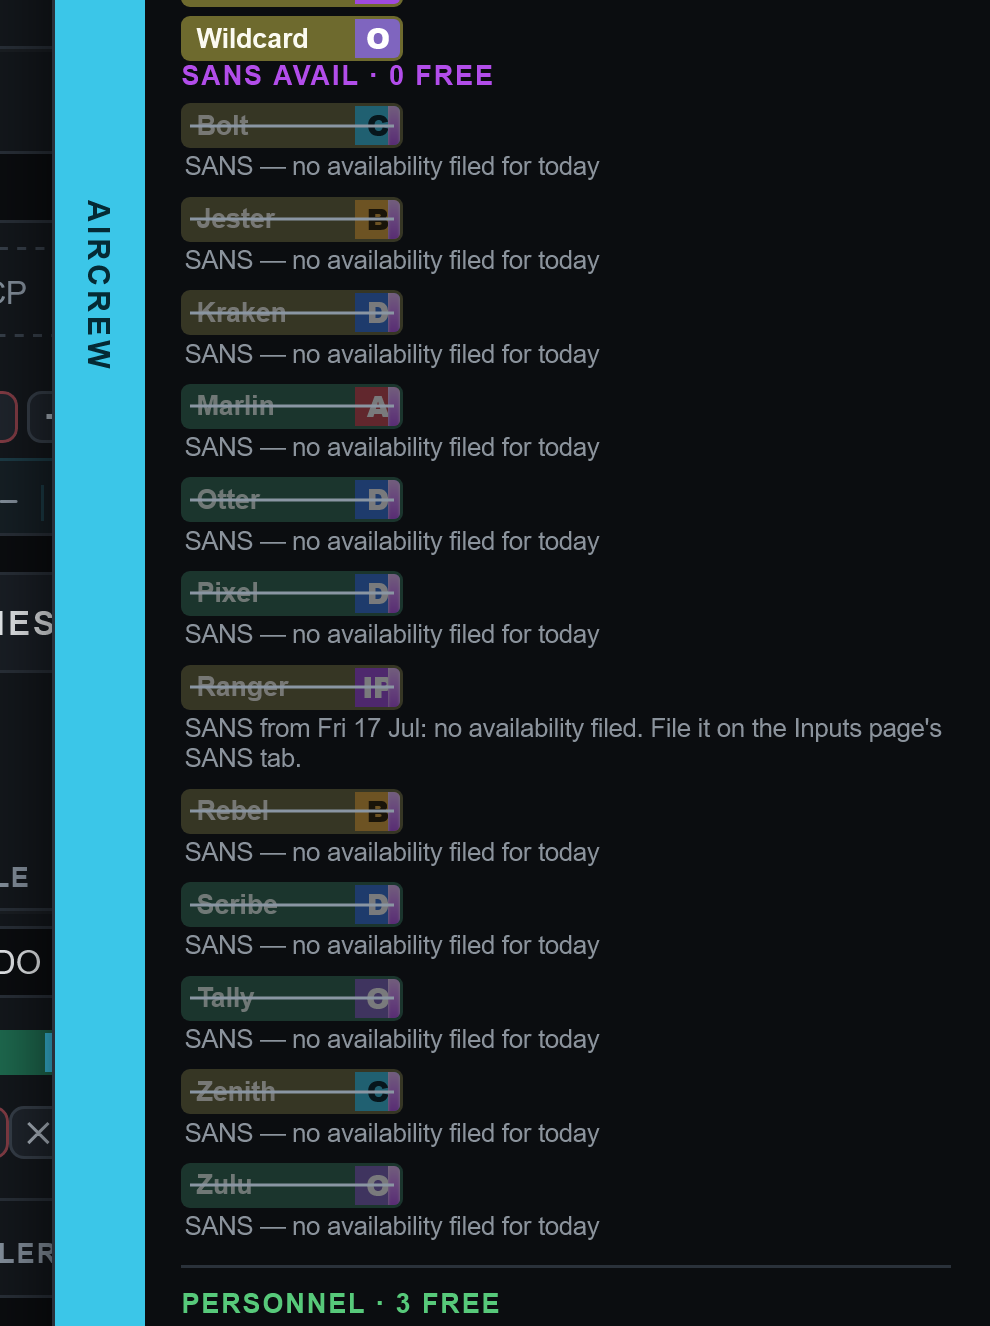 Wildcard O
SANS AVAIL · 0 FREE
Bolt C
SANS — no availability filed for today
Jester B
SANS — no availability filed for today
Kraken D
SANS — no availability filed for today
Marlin A
SANS — no availability filed for today
Otter D
SANS — no availability filed for today
Pixel D
SANS — no availability filed for today
Ranger IP
SANS from Fri 17 Jul: no availability filed. File it on the Inputs page's
SANS tab.
Rebel B
SANS — no availability filed for today
Scribe D
SANS — no availability filed for today
Tally O
SANS — no availability filed for today
Zenith C
SANS — no availability filed for today
Zulu O
SANS — no availability filed for today
PERSONNEL · 3 FREE
AIRCREW
CP
IES
LE
DO
LER